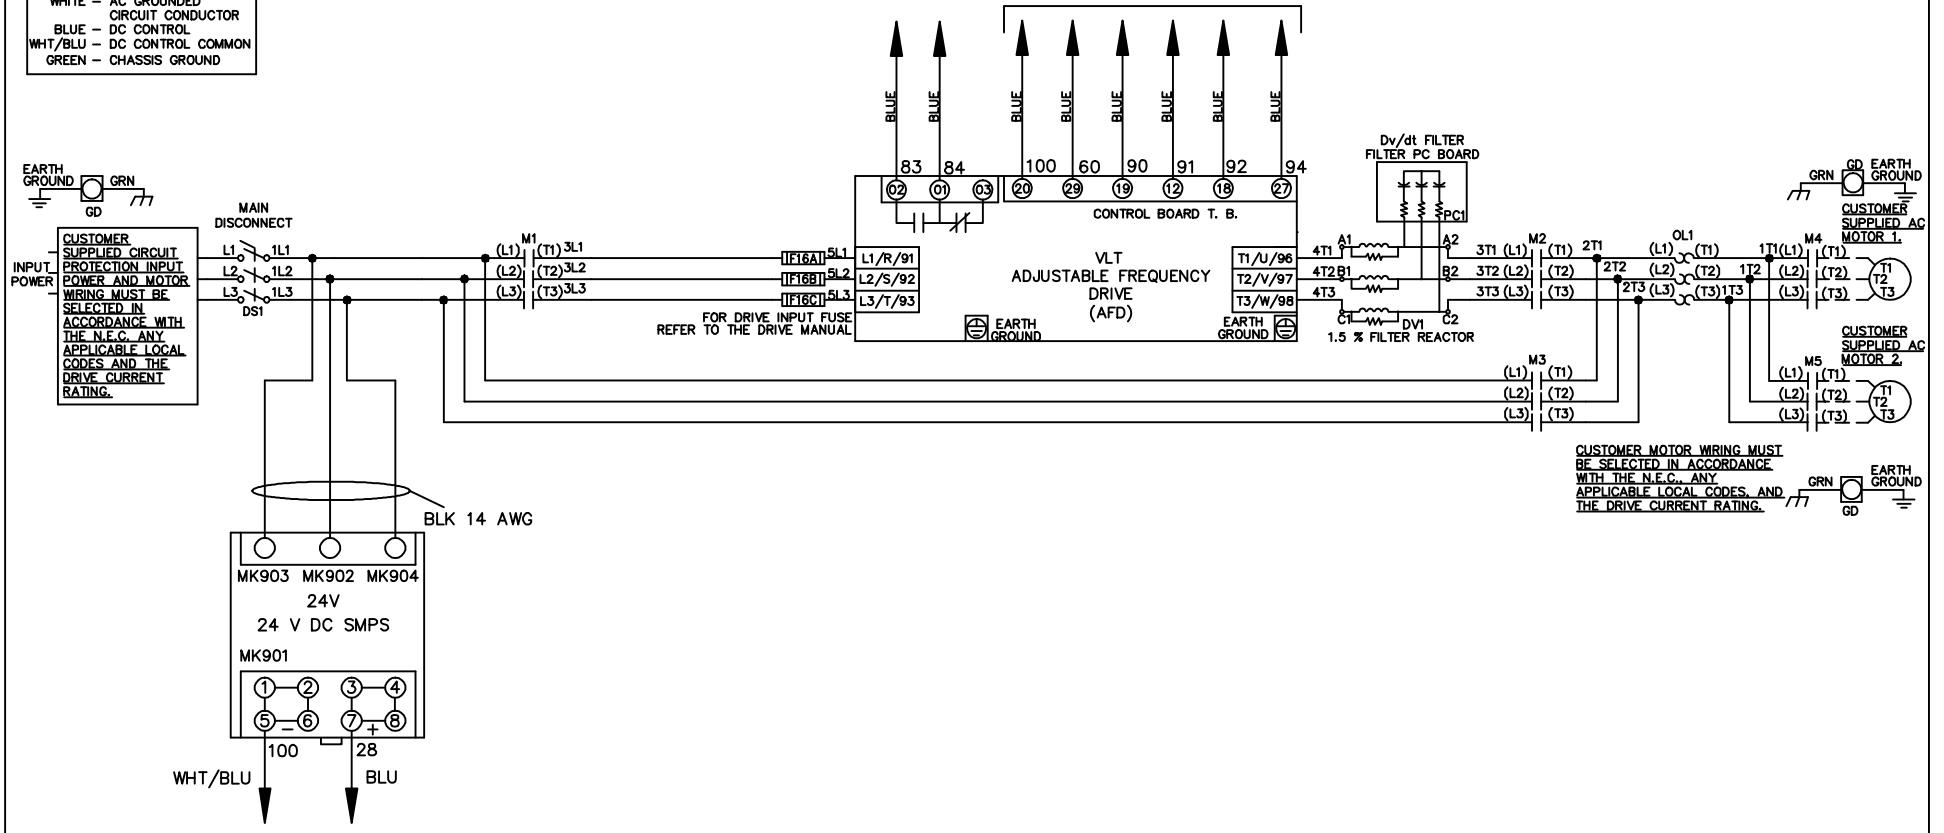 WHITE – AC GROUNDED
CIRCUIT CONDUCTOR
BLUE – DC CONTROL
WHT/BLU – DC CONTROL COMMON
GREEN – CHASSIS GROUND
BLUE
BLUE
BLUE
BLUE
BLUE
BLUE
BLUE
BLUE
83
84
100
60
90
91
92
94
02
01
03
20
29
19
12
18
27
CONTROL BOARD T. B.
VLT
ADJUSTABLE FREQUENCY
DRIVE
(AFD)
L1/R/91
L2/S/92
L3/T/93
T1/U/96
T2/V/97
T3/W/98
EARTH
GROUND
EARTH
GROUND
EARTH
GROUND
GRN
GD
MAIN
DISCONNECT
INPUT
POWER
CUSTOMER
SUPPLIED CIRCUIT
PROTECTION INPUT
POWER AND MOTOR
WIRING MUST BE
SELECTED IN
ACCORDANCE WITH
THE N.E.C. ANY
APPLICABLE LOCAL
CODES AND THE
DRIVE CURRENT
RATING.
L1 1L1
L2 1L2
L3 1L3
DS1
M1
(L1) (T1) 3L1
(L2) (T2) 3L2
(L3) (T3) 3L3
F16A 5L1
F16B 5L2
F16C 5L3
FOR DRIVE INPUT FUSE
REFER TO THE DRIVE MANUAL
Dv/dt FILTER
FILTER PC BOARD
PC1
4T1 A1 A2
4T2 B1 B2
4T3
C1 C2
DV1
1.5 % FILTER REACTOR
M2
3T1 (L1) (T1) 2T1
3T2 (L2) (T2) 2T2
3T3 (L3) (T3) 2T3
OL1
(L1) (T1) 1T1
(L2) (T2) 1T2
(L3) (T3) 1T3
M4
(L1) (T1)
(L2) (T2)
(L3) (T3)
T1
T2
T3
GRN
GD
EARTH
GROUND
CUSTOMER
SUPPLIED AC
MOTOR 1.
M3
(L1) (T1)
(L2) (T2)
(L3) (T3)
CUSTOMER
SUPPLIED AC
MOTOR 2.
M5
(L1) (T1)
(L2) (T2)
(L3) (T3)
T1
T2
T3
CUSTOMER MOTOR WIRING MUST
BE SELECTED IN ACCORDANCE
WITH THE N.E.C., ANY
APPLICABLE LOCAL CODES, AND
THE DRIVE CURRENT RATING.
GRN
GD
EARTH
GROUND
BLK 14 AWG
MK903 MK902 MK904
24V
24 V DC SMPS
MK901
1 2 3 4
5 – 6 7 + 8
100
28
WHT/BLU
BLU